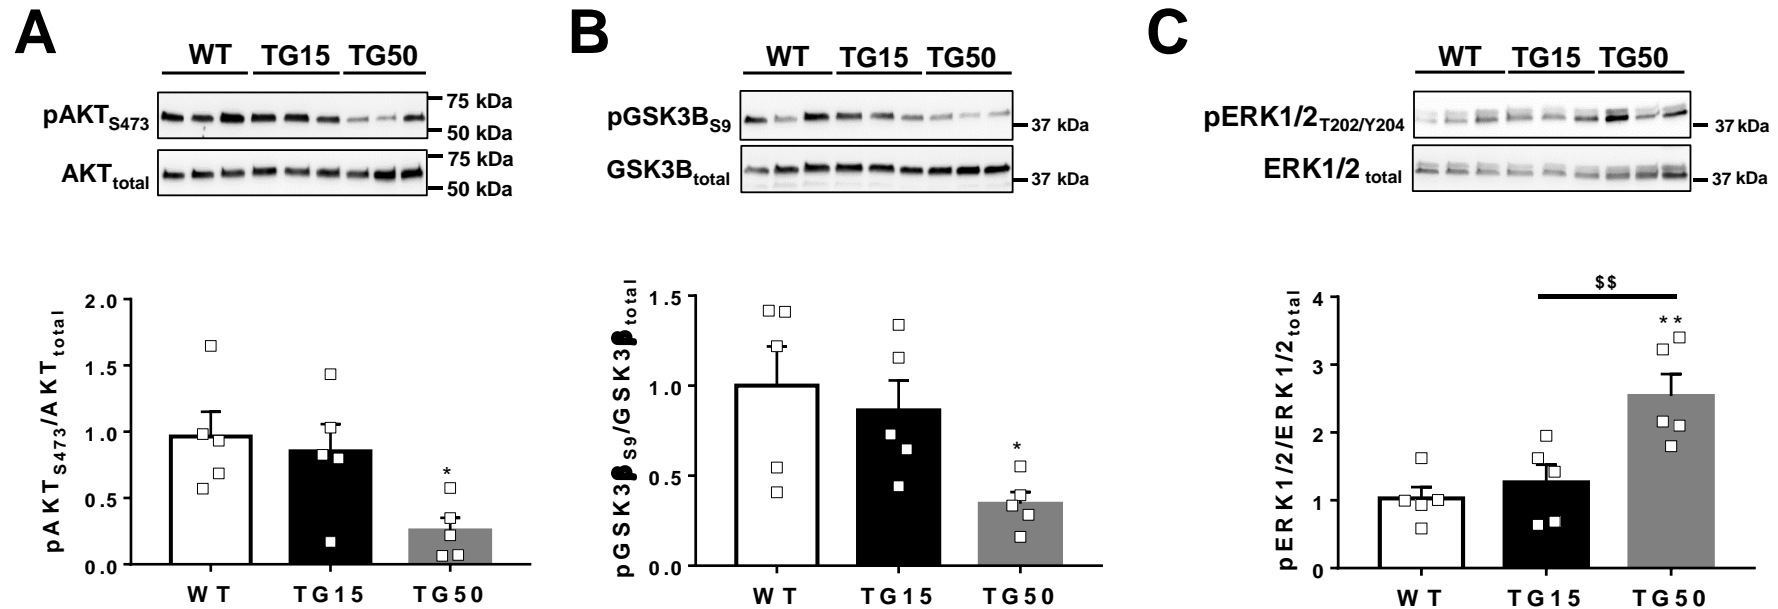 A
WT TG15 TG50
pAKTS473
75 kDa
50 kDa
AKTtotal
75 kDa
50 kDa
pAKTS473/AKTtotal
2.0
1.5
1.0
0.5
0.0
*
WT TG15 TG50
B
WT TG15 TG50
pGSK3BS9
37 kDa
GSK3Btotal
37 kDa
pGSK3βS9/GSK3βtotal
1.5
1.0
0.5
0.0
*
WT TG15 TG50
C
WT TG15 TG50
pERK1/2T202/Y204
37 kDa
ERK1/2 total
37 kDa
pERK1/2/ERK1/2total
4
3
2
1
0
$$
**
WT TG15 TG50